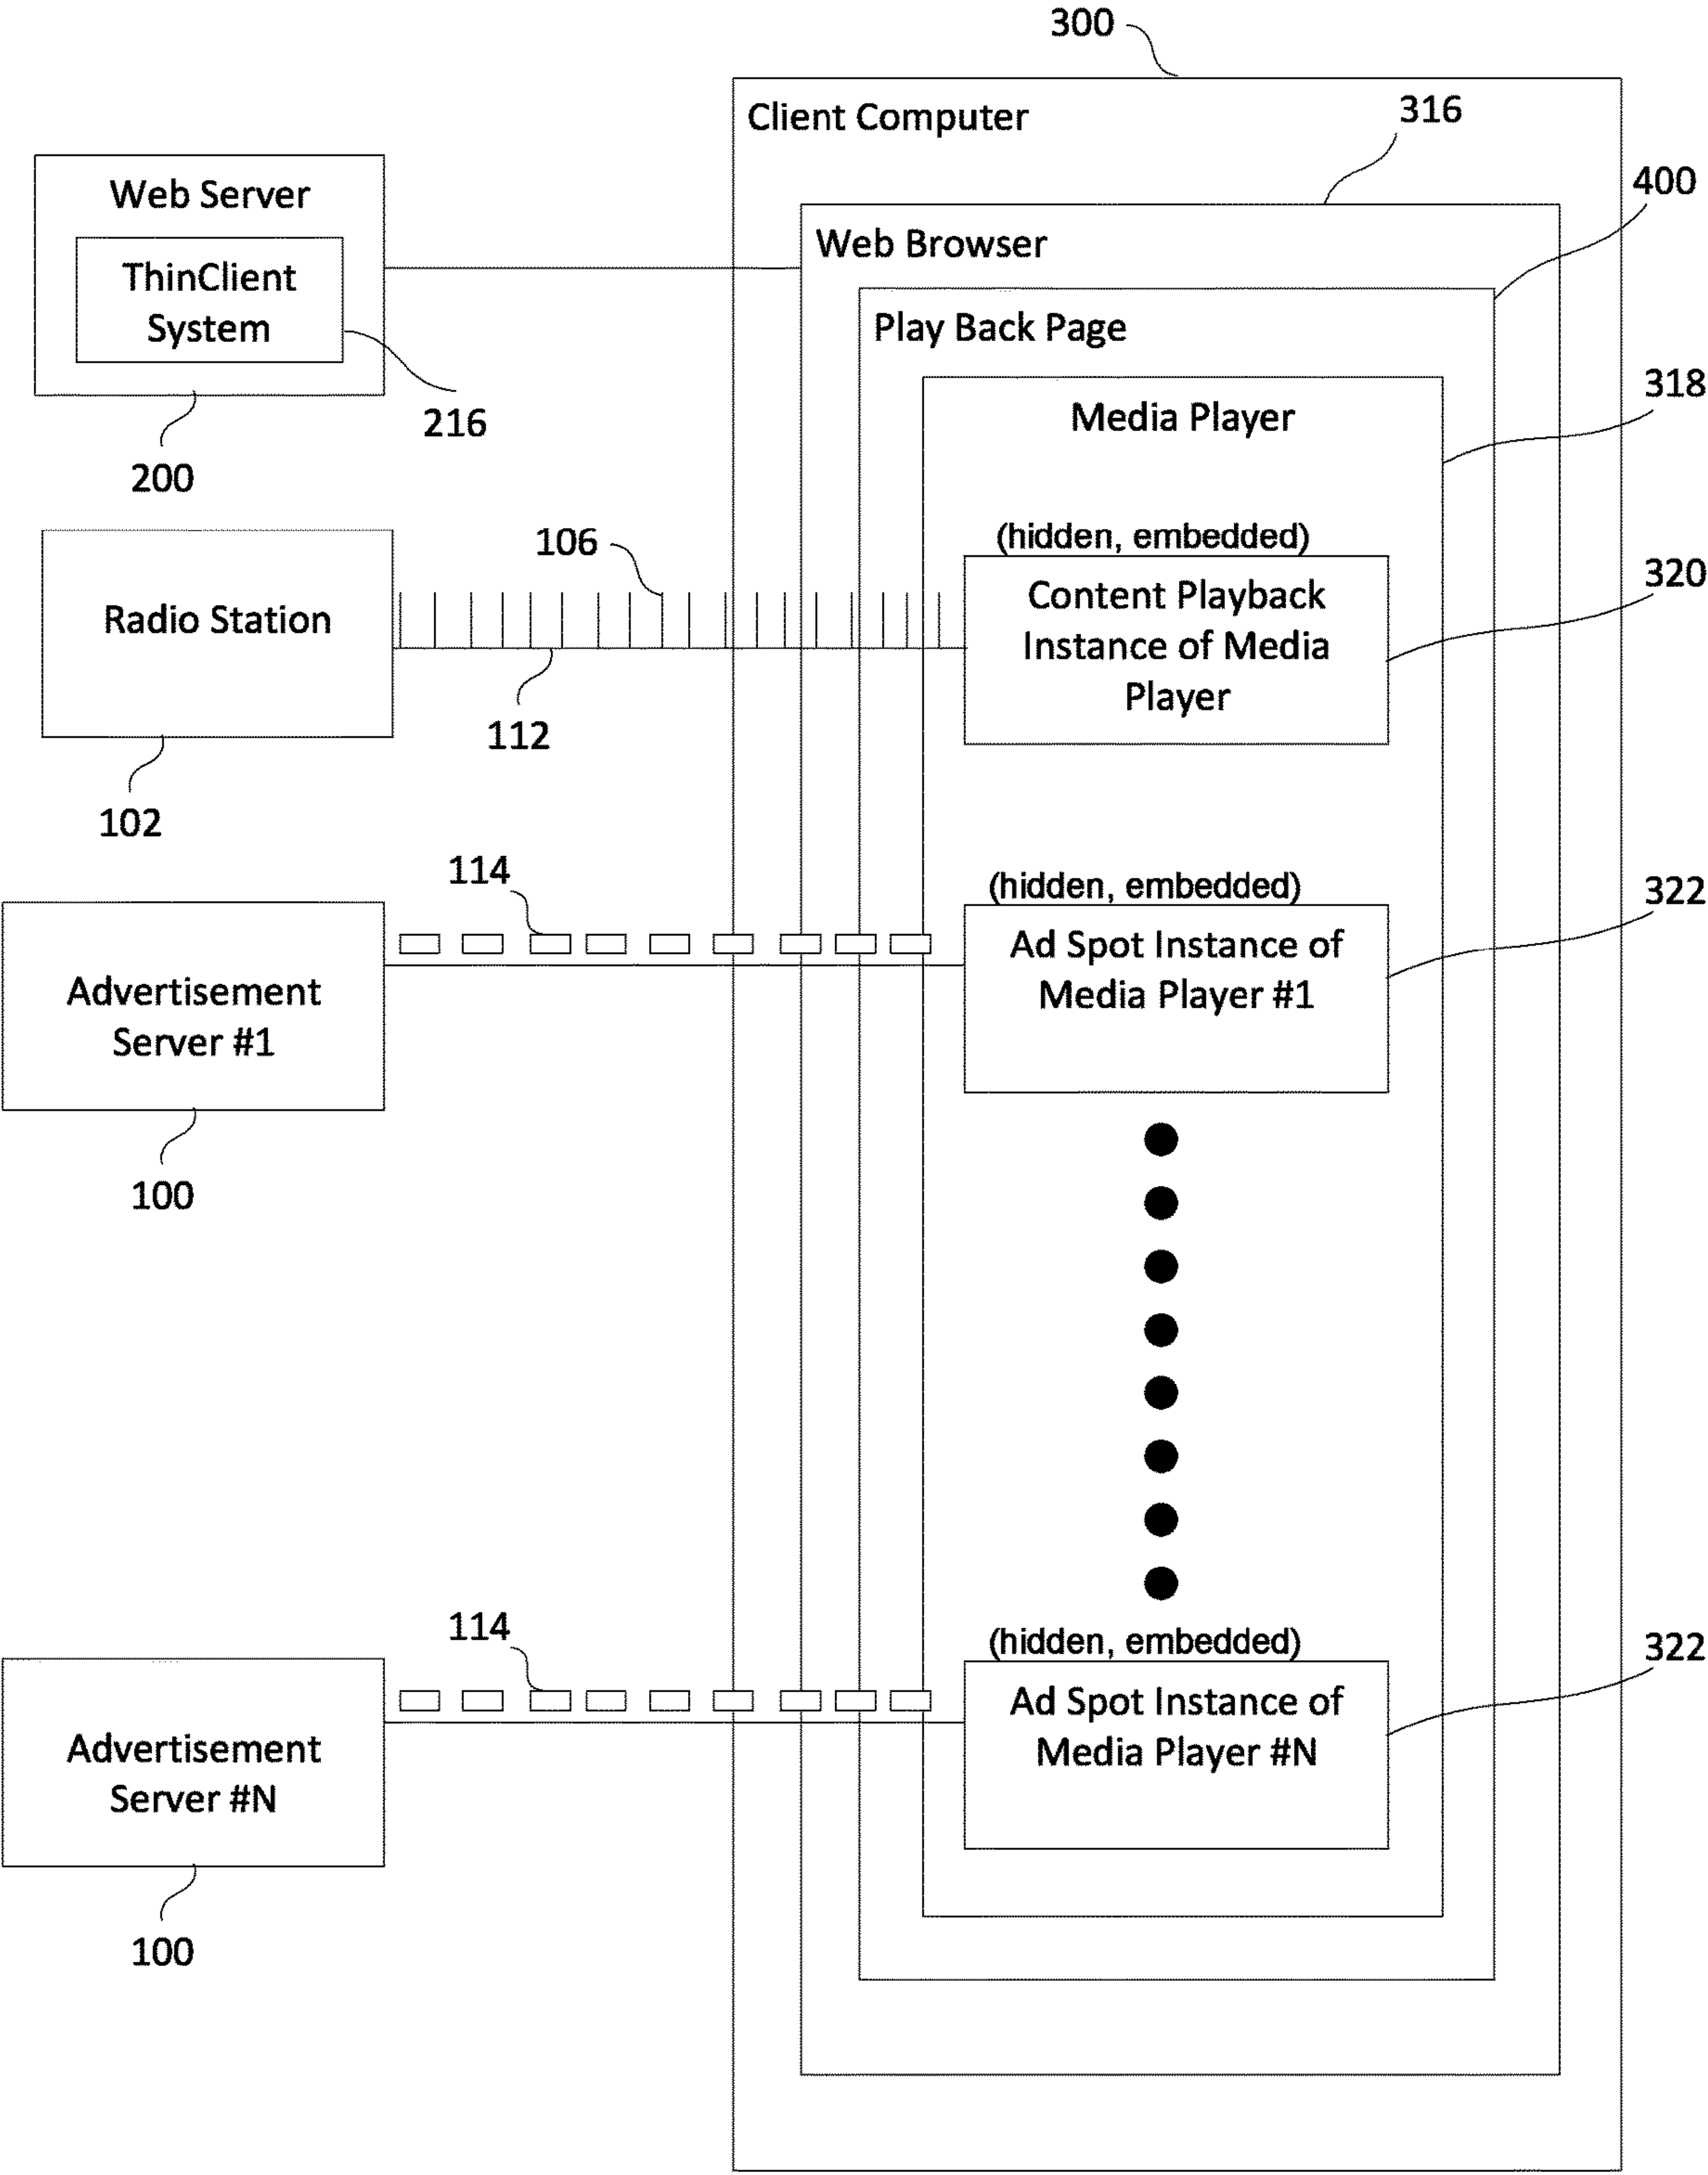 300
Client Computer
316
Web Server
400
ThinClient
System
Web Browser
Play Back Page
318
Media Player
216
200
106
(hidden, embedded)
320
Radio Station
Content Playback
Instance of Media
Player
112
102
114
(hidden, embedded)
322
Advertisement
Server #1
Ad Spot Instance of
Media Player #1
100
114
(hidden, embedded)
322
Advertisement
Server #N
Ad Spot Instance of
Media Player #N
100